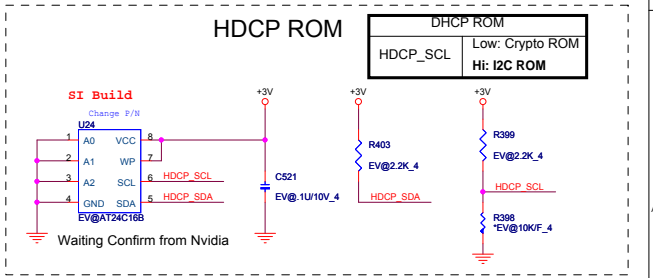 HDCP ROM
DHCP ROM
HDCP_SCL
Low: Crypto ROM
Hi: I2C ROM
SI Build
Change P/N
U24
1 A0 VCC 8
2 A1 WP 7
3 A2 SCL 6 HDCP_SCL
4 GND SDA 5 HDCP_SDA
EV@AT24C16B
Waiting Confirm from Nvidia
+3V
C521
EV@.1U/10V_4
+3V
R403
EV@2.2K_4
HDCP_SDA
+3V
R399
EV@2.2K_4
HDCP_SCL
R398
*EV@10K/F_4